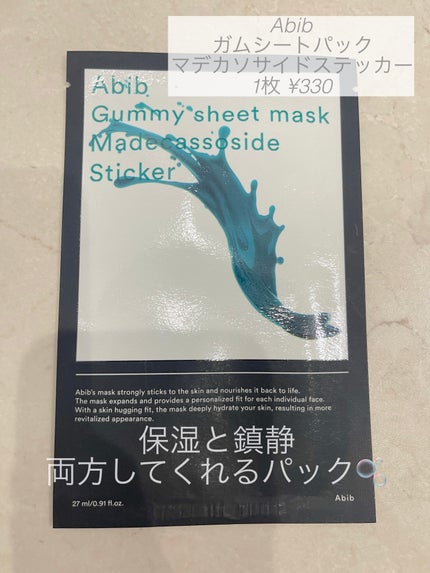 Abib
ガムシートパック
マデカソサイドステッカー
1枚 ¥330
Abib
Gummy sheet mask
Madecassoside
Sticker
Abib's mask strongly sticks to the skin and nourishes it back to life.
The mask expands and provides a personalized fit for each individual face.
With a skin hugging fit, the mask deeply hydrate your skin, resulting in more
revitalized appearance.
保湿と鎮静
両方してくれるパック🫧
27 ml/0.91 fl.oz.
Abib